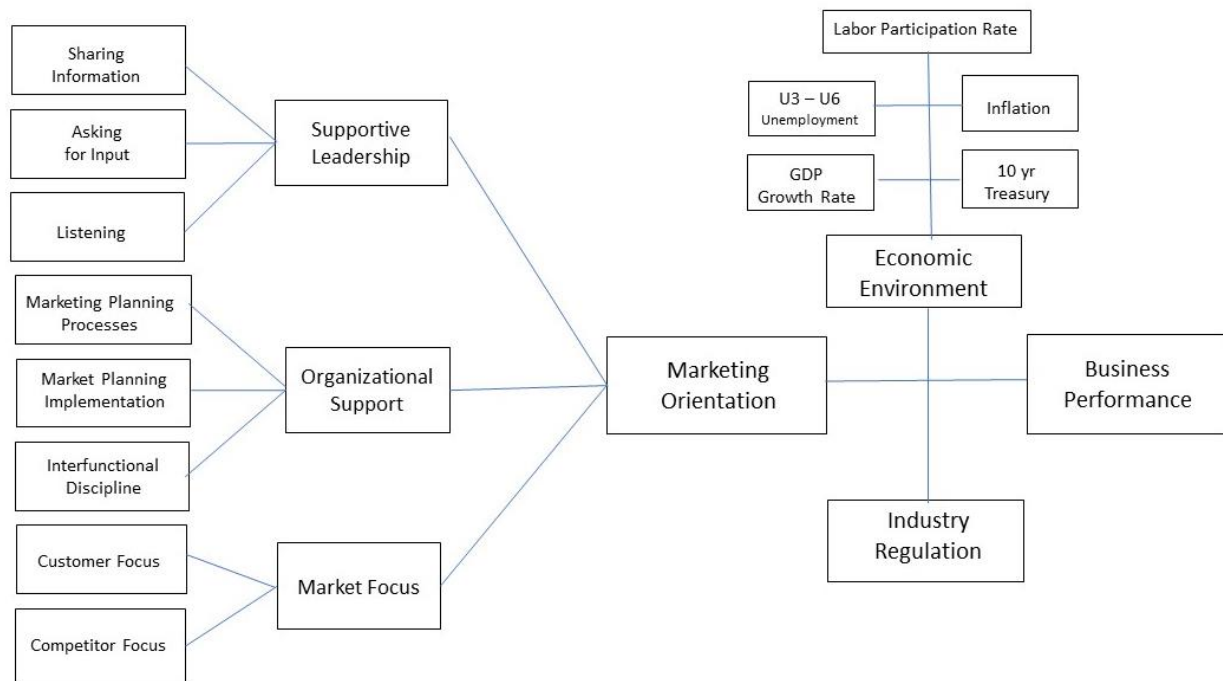 Labor Participation Rate
Sharing
Information
U3 – U6
Unemployment
Inflation
Asking
for Input
Supportive
Leadership
GDP
Growth Rate
10 yr
Treasury
Listening
Economic
Environment
Marketing Planning
Processes
Market Planning
Implementation
Organizational
Support
Marketing
Orientation
Business
Performance
Interfunctional
Discipline
Industry
Regulation
Customer Focus
Market Focus
Competitor Focus